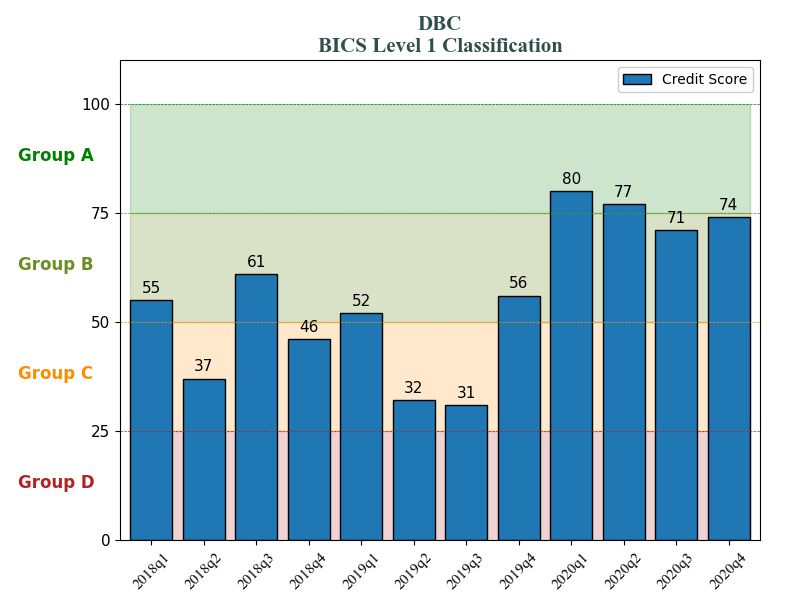 DBC
BICS Level 1 Classification
Credit Score
100
Group A
80
77
71
74
75
Group B
55
61
52
56
50
46
Group C
37
32
31
25
Group D
0
2018q1
2018q2
2018q3
2018q4
2019q1
2019q2
2019q3
2019q4
2020q1
2020q2
2020q3
2020q4